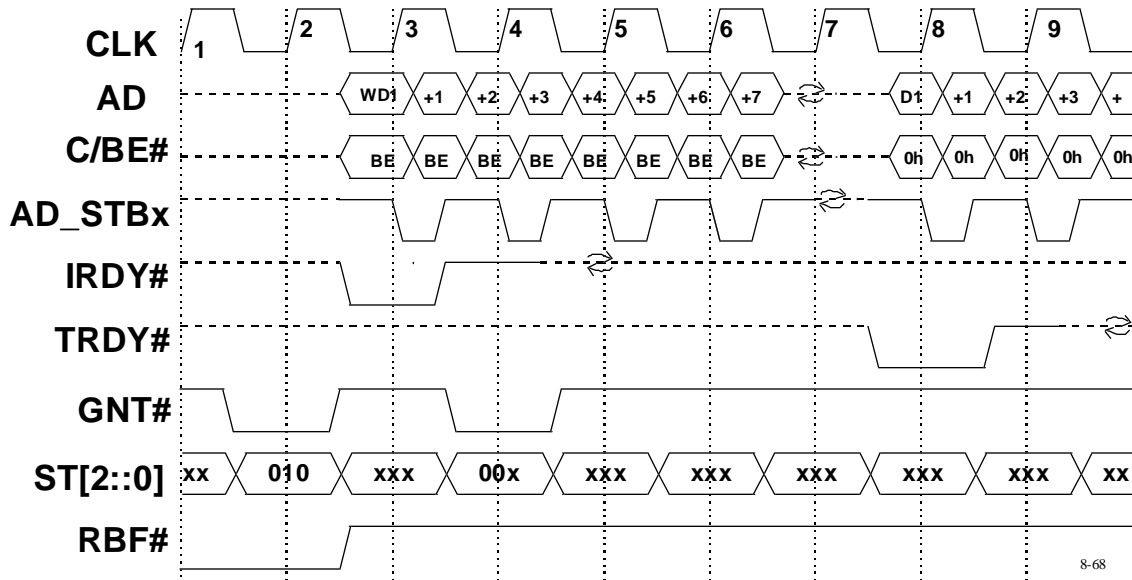 CLK 1 2 3 4 5 6 7 8 9
AD WD1 +1 +2 +3 +4 +5 +6 +7 D1 +1 +2 +3 +
C/BE# BE BE BE BE BE BE BE BE 0h 0h 0h 0h 0h
AD_STBx
IRDY#
TRDY#
GNT#
ST[2::0] xx 010 xxx 00x xxx xxx xxx xxx xxx xx
RBF#
8-68